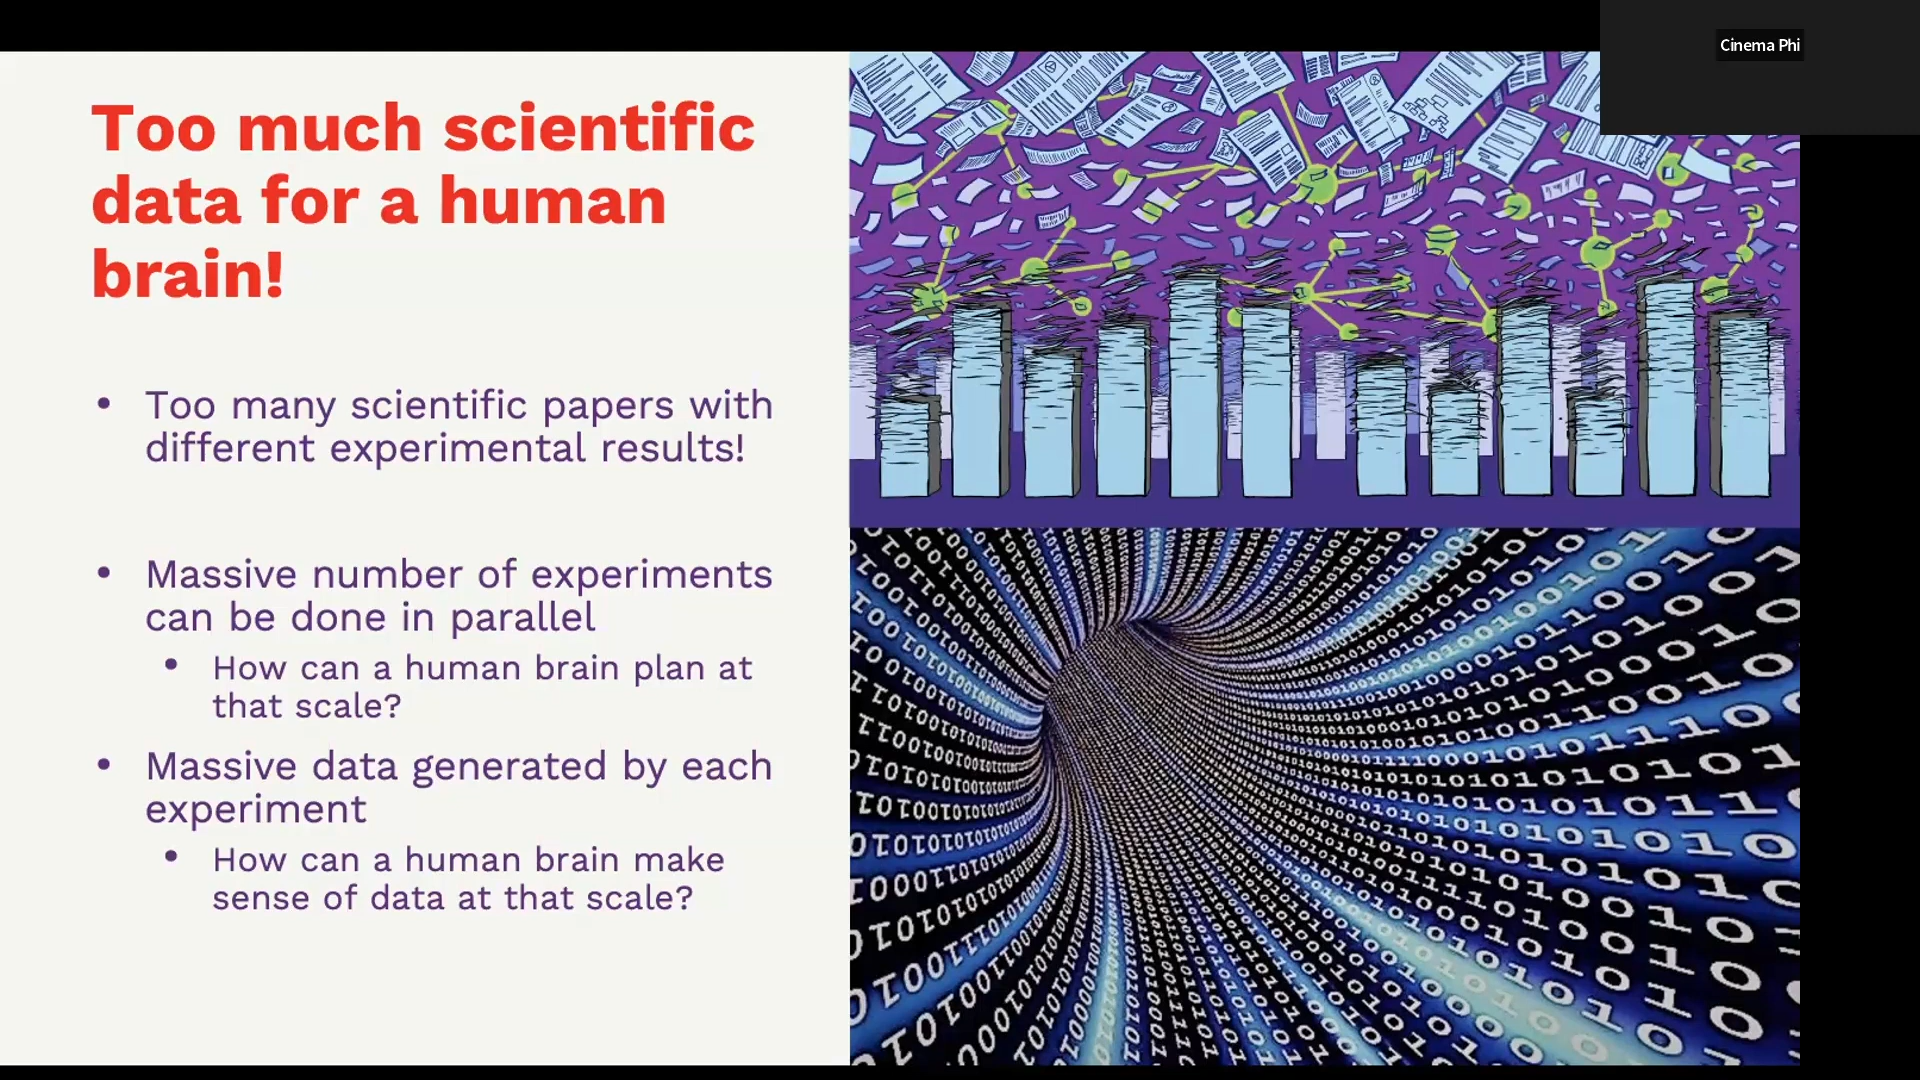 Cinema Phi
Too much scientific
data for a human
brain!
• Too many scientific papers with
different experimental results!
• Massive number of experiments
can be done in parallel
• How can a human brain plan at
that scale?
• Massive data generated by each
experiment
• How can a human brain make
sense of data at that scale?